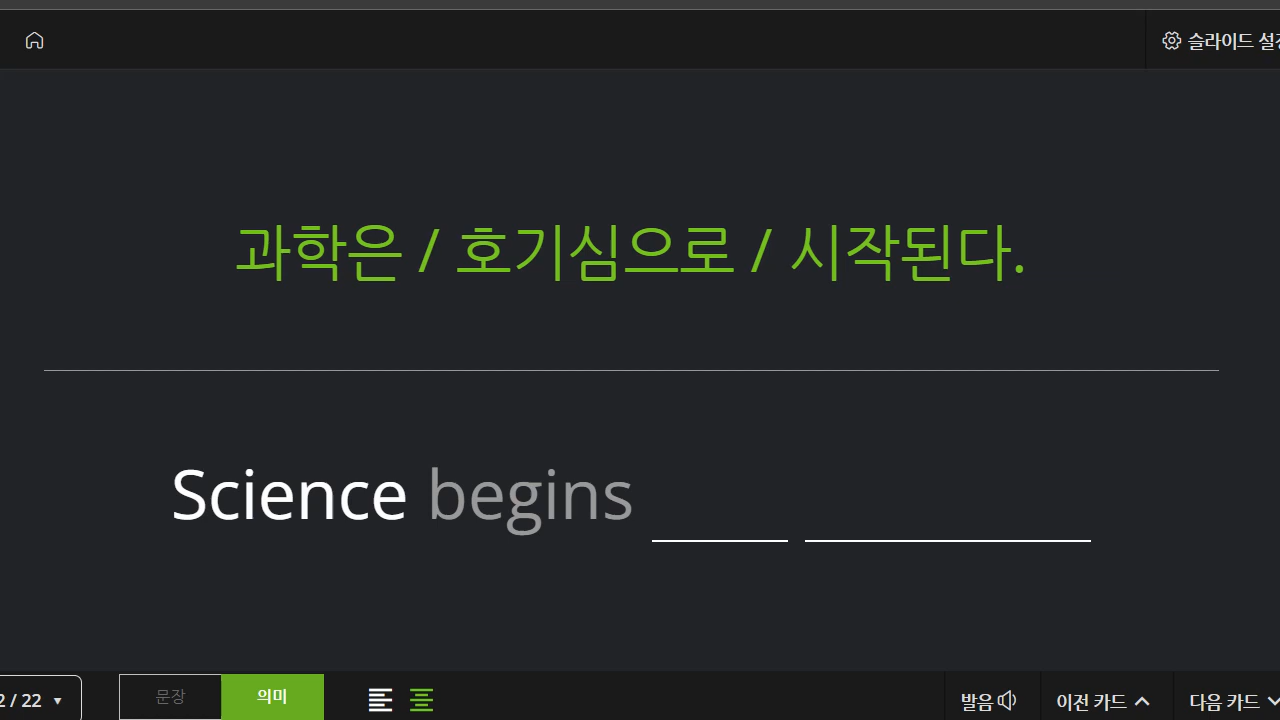 슬라이드 설
과학은 / 호기심으로 / 시작된다.
Science begins
2 / 22
문장 의미
발음 이전 카드 다음 카드